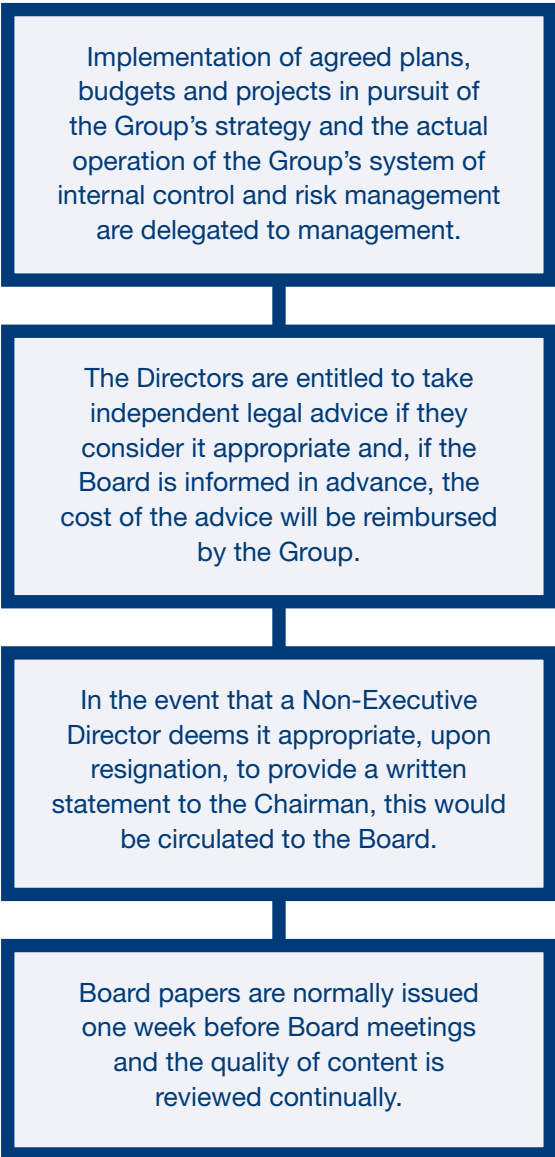 Implementation of agreed plans,
budgets and projects in pursuit of
the Group’s strategy and the actual
operation of the Group’s system of
internal control and risk management
are delegated to management.
The Directors are entitled to take
independent legal advice if they
consider it appropriate and, if the
Board is informed in advance, the
cost of the advice will be reimbursed
by the Group.
In the event that a Non-Executive
Director deems it appropriate, upon
resignation, to provide a written
statement to the Chairman, this would
be circulated to the Board.
Board papers are normally issued
one week before Board meetings
and the quality of content is
reviewed continually.